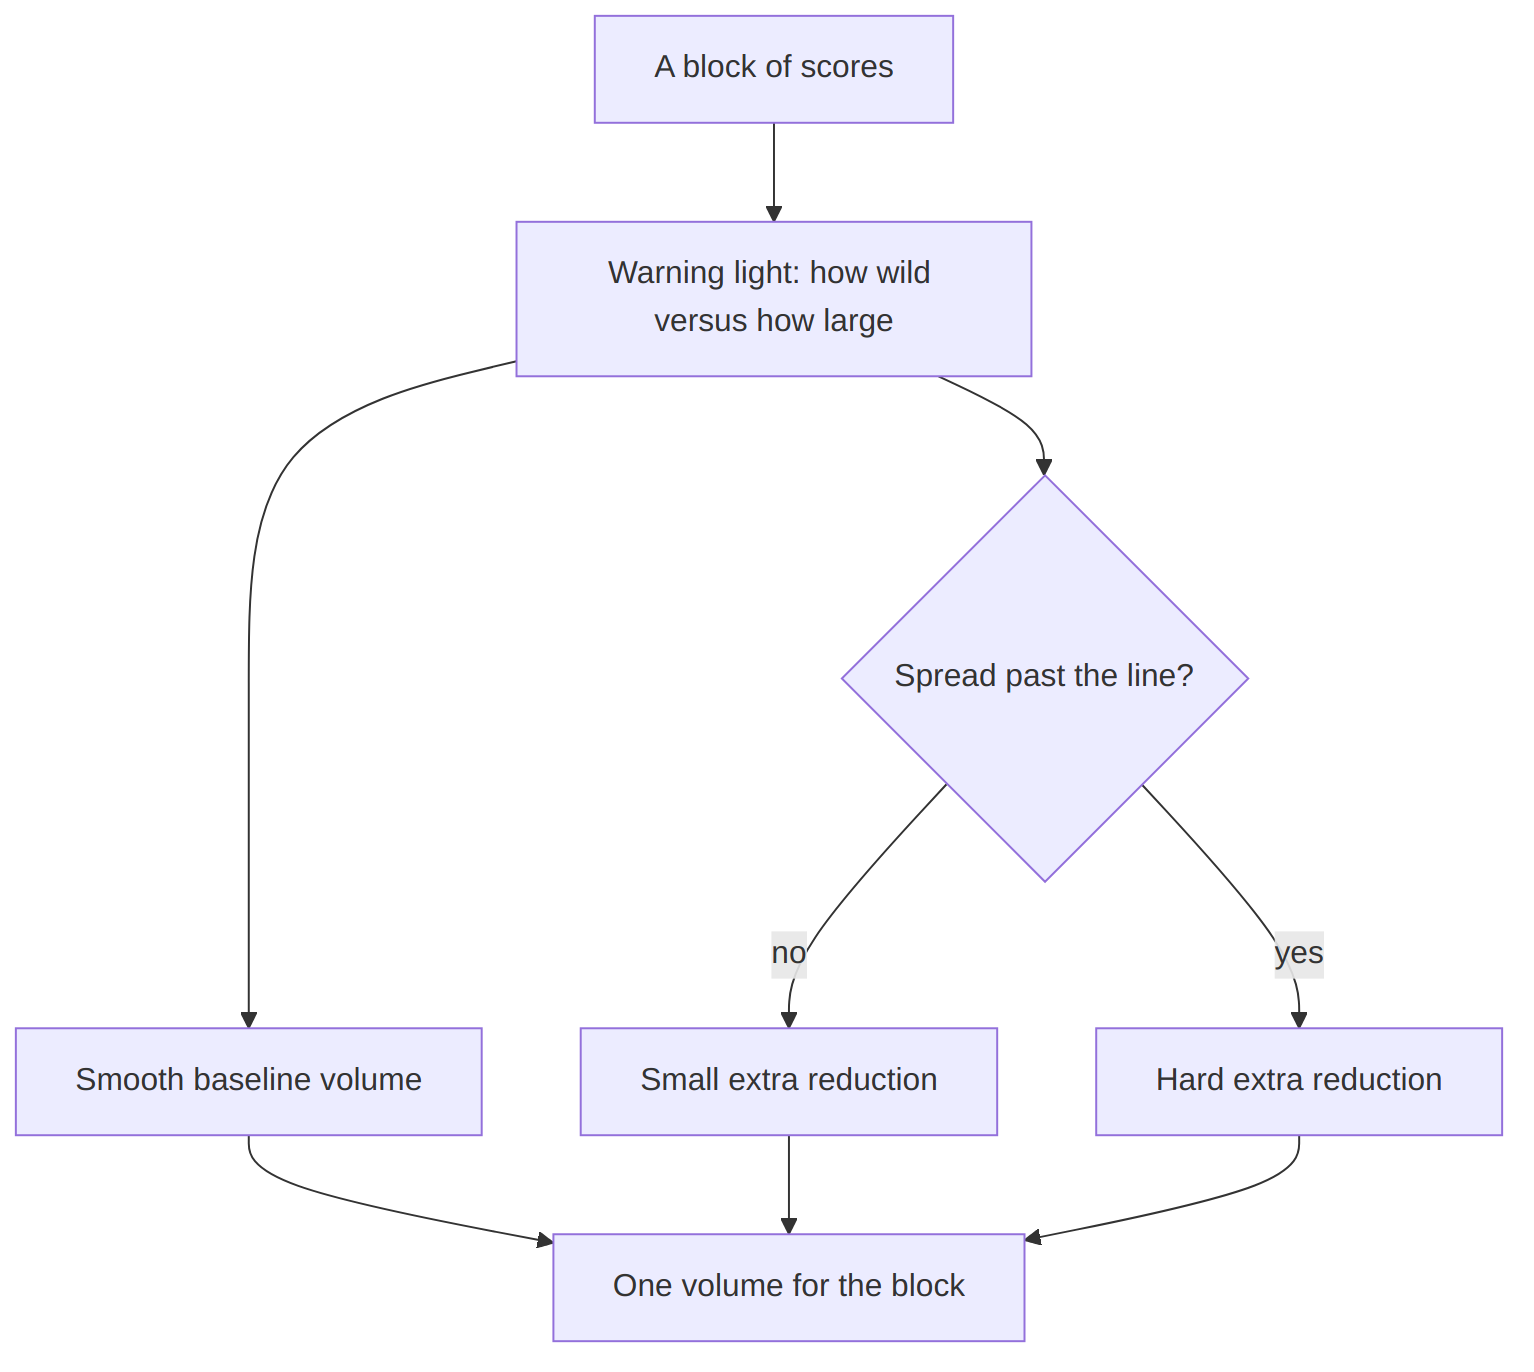 A block of scores
Warning light: how wild
versus how large
Spread past the line?
no
yes
Smooth baseline volume
Small extra reduction
Hard extra reduction
One volume for the block